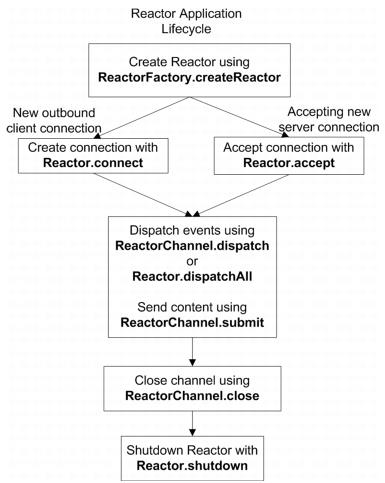 Reactor Application
Lifecycle
Create Reactor using
ReactorFactory.createReactor
New outbound
client connection
Accepting new
server connection
Create connection with
Reactor.connect
Accept connection with
Reactor.accept
Dispatch events using
ReactorChannel.dispatch
or
Reactor.dispatchAll
Send content using
ReactorChannel.submit
Close channel using
ReactorChannel.close
Shutdown Reactor with
Reactor.shutdown